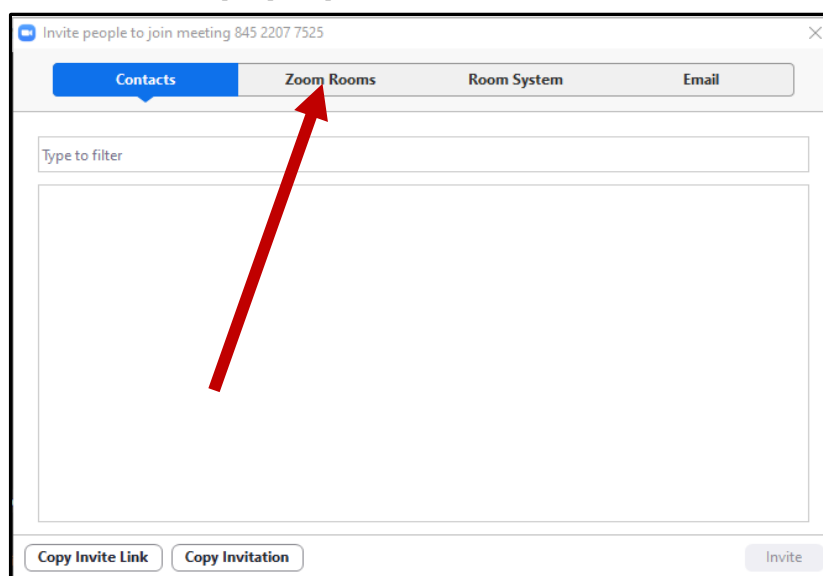 Invite people to join meeting 845 2207 7525
Contacts Zoom Rooms Room System Email
Type to filter
Copy Invite Link Copy Invitation Invite